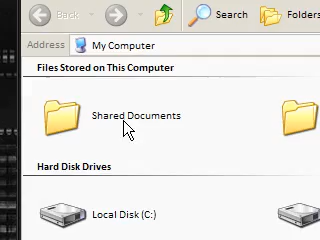 Back Search Folders
Address My Computer
Files Stored on This Computer
Shared Documents
Hard Disk Drives
Local Disk (C:)